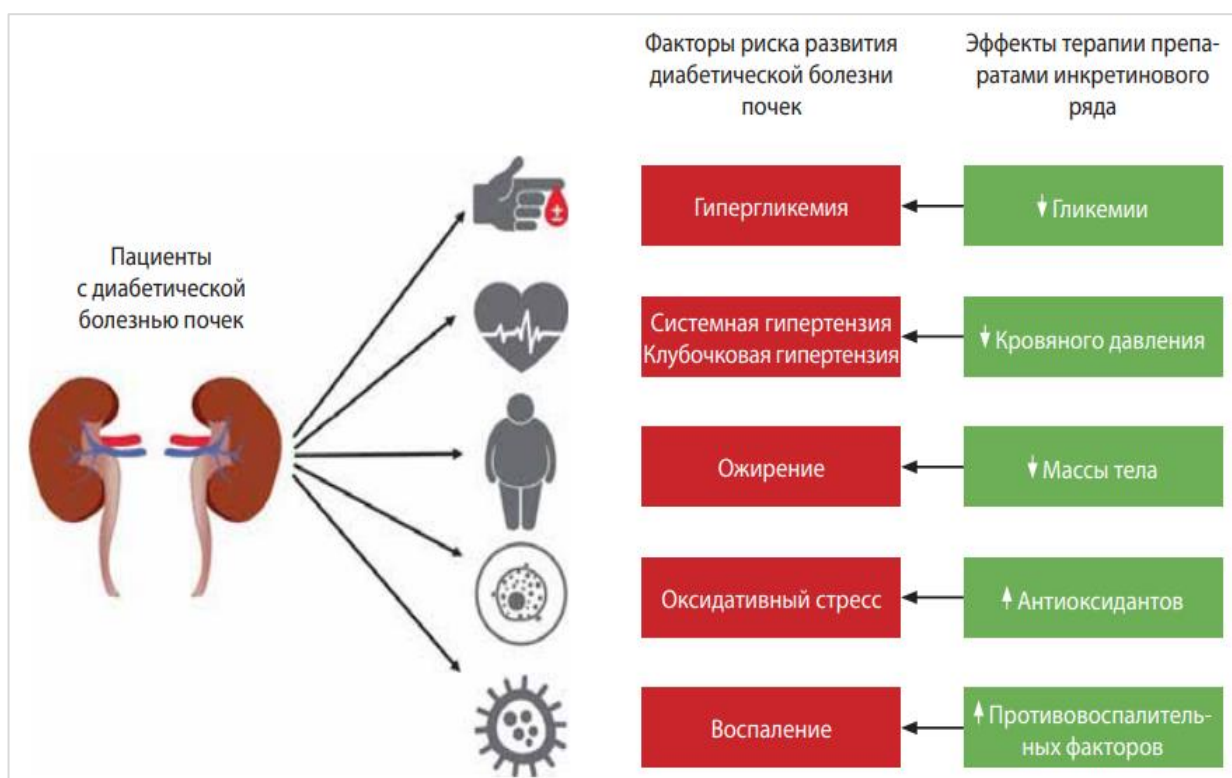 Факторы риска развития
диабетической болезни
почек
Эффекты терапии препа-
ратами инкретинового
ряда
Пациенты
с диабетической
болезнью почек
Гипергликемия
↓ Гликемии
Системная гипертензия
Клубочковая гипертензия
↓ Кровяного давления
Ожирение
↓ Массы тела
Оксидативный стресс
↑ Антиоксидантов
Воспаление
↑ Противовоспалитель-
ных факторов